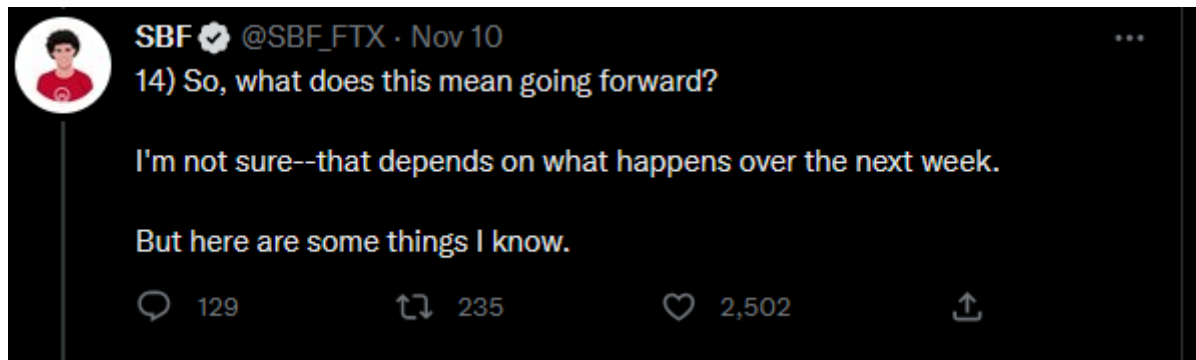 SBF @SBF_FTX · Nov 10
14) So, what does this mean going forward?
I'm not sure--that depends on what happens over the next week.
But here are some things I know.
129 235 2,502